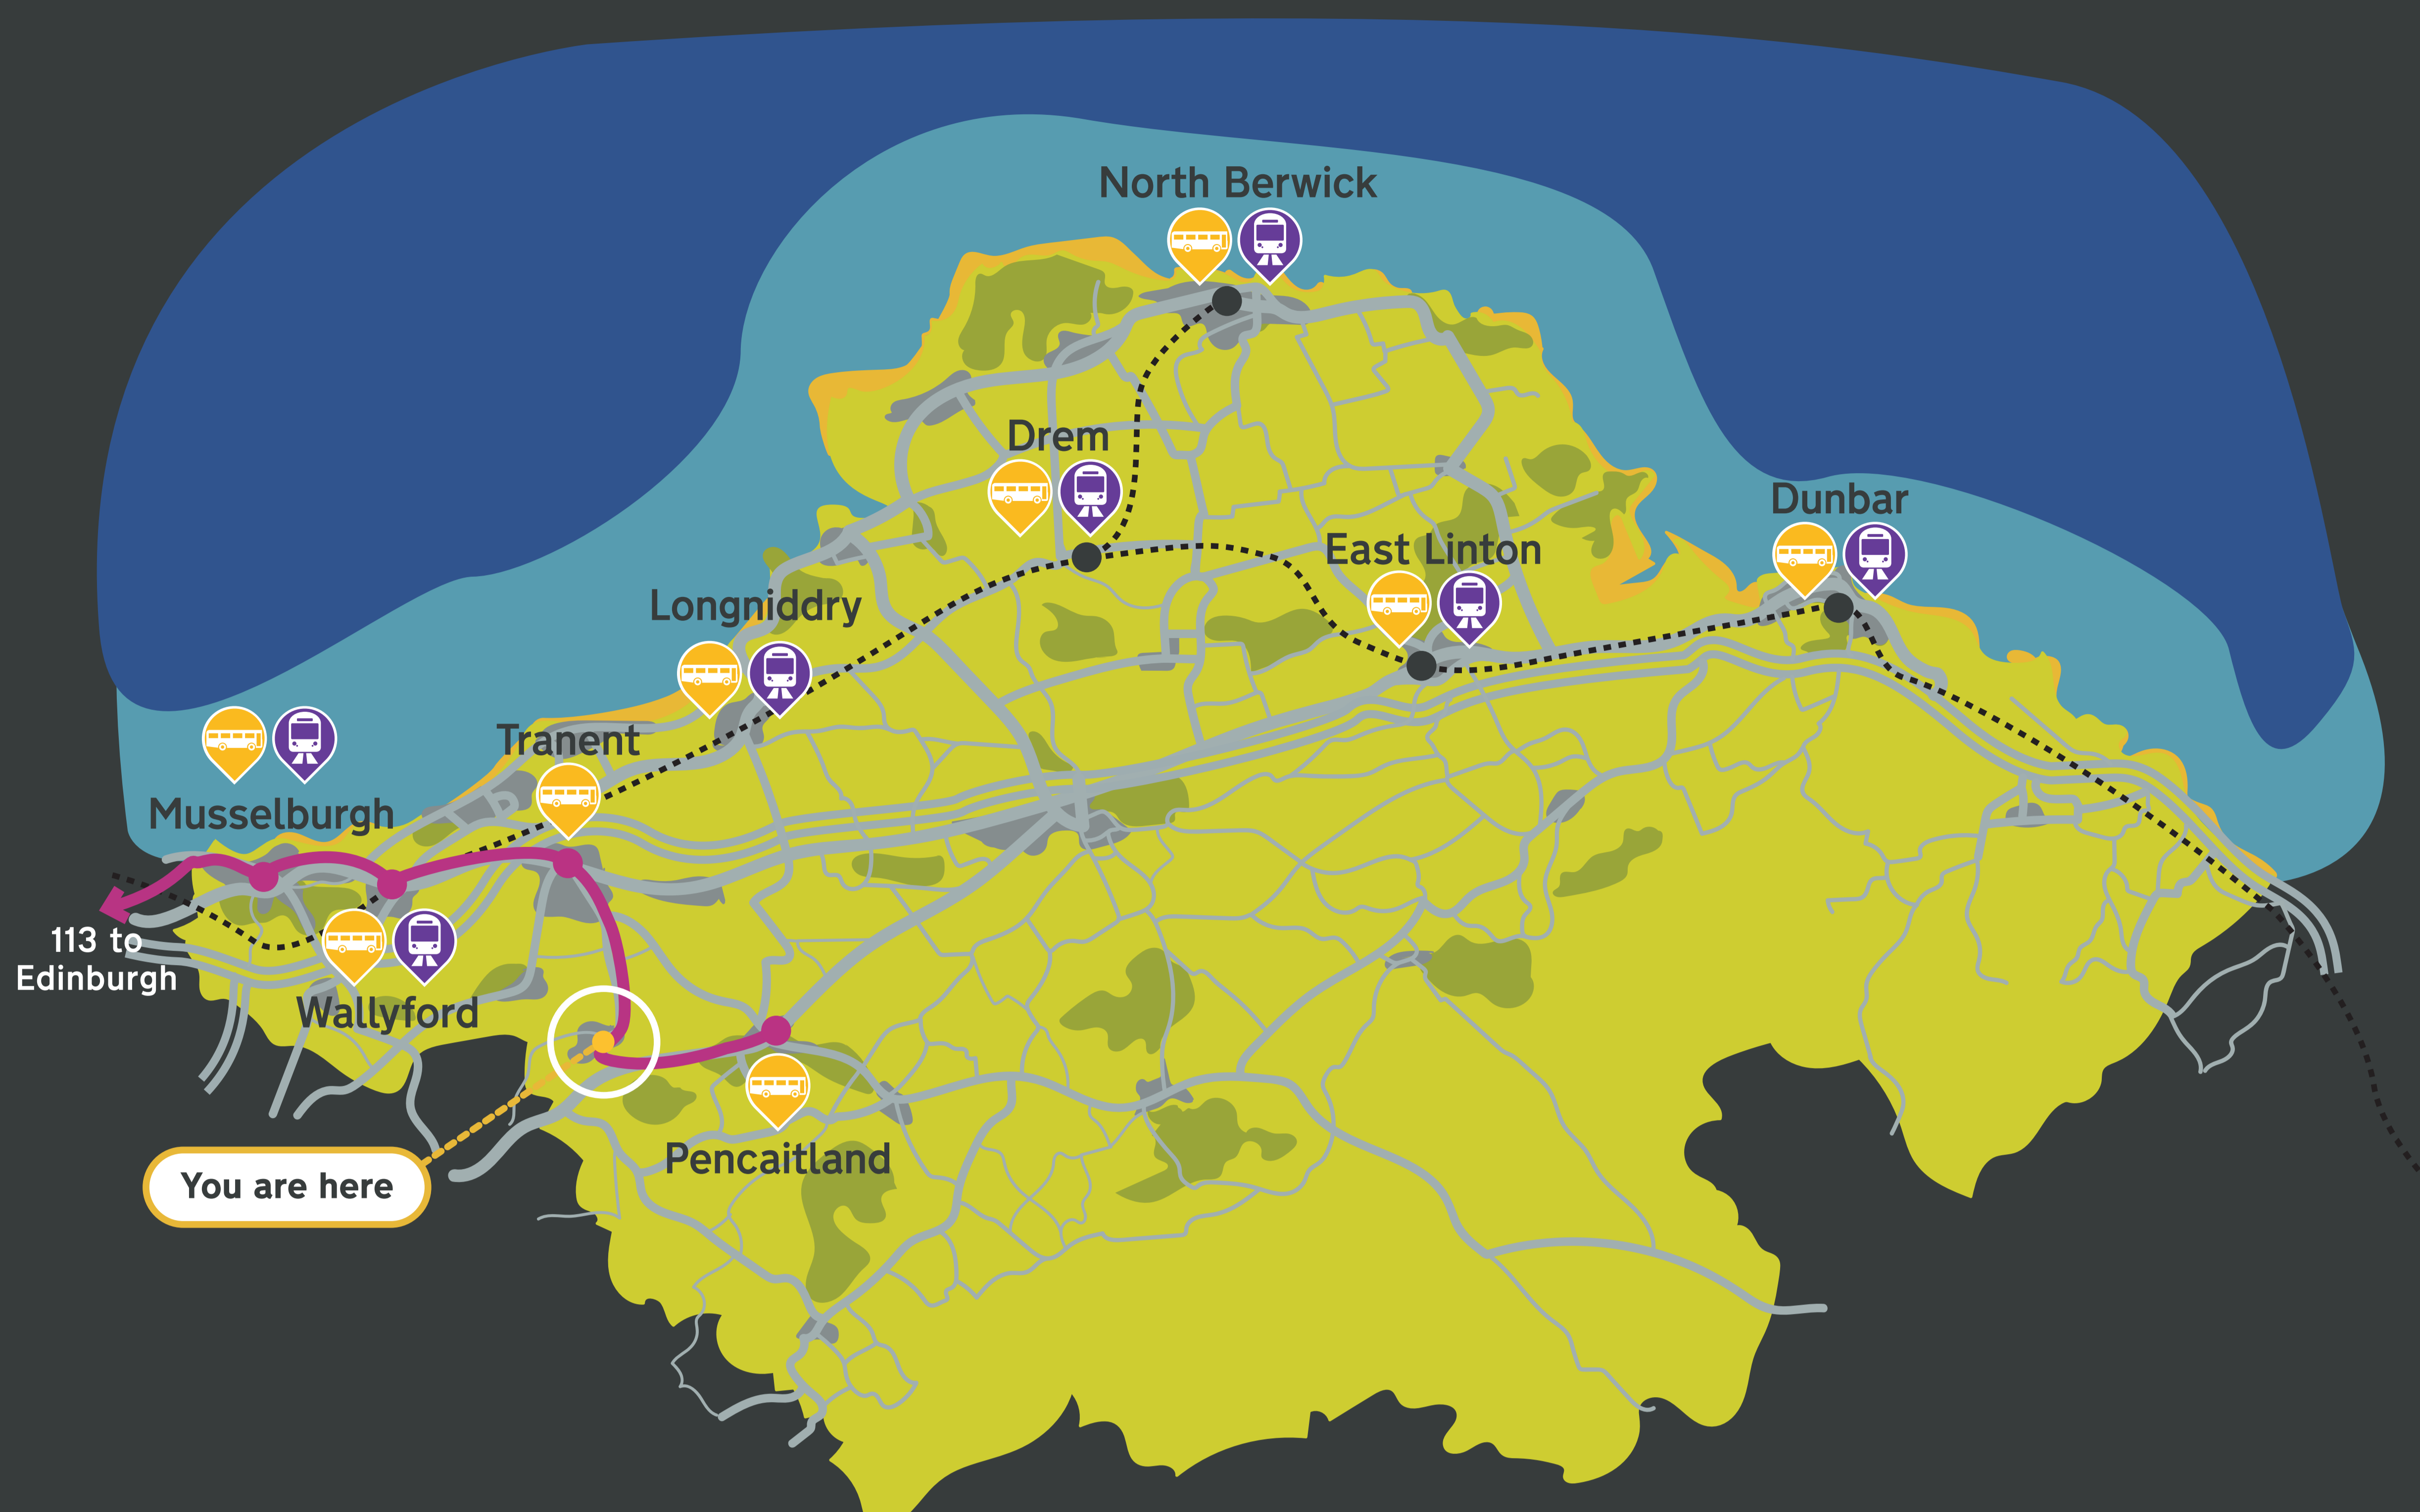 North Berwick
Drem
Dunbar
East Linton
Longniddry
Tranent
Musselburgh
113 to
Edinburgh
Wallyford
You are here
Pencaitland